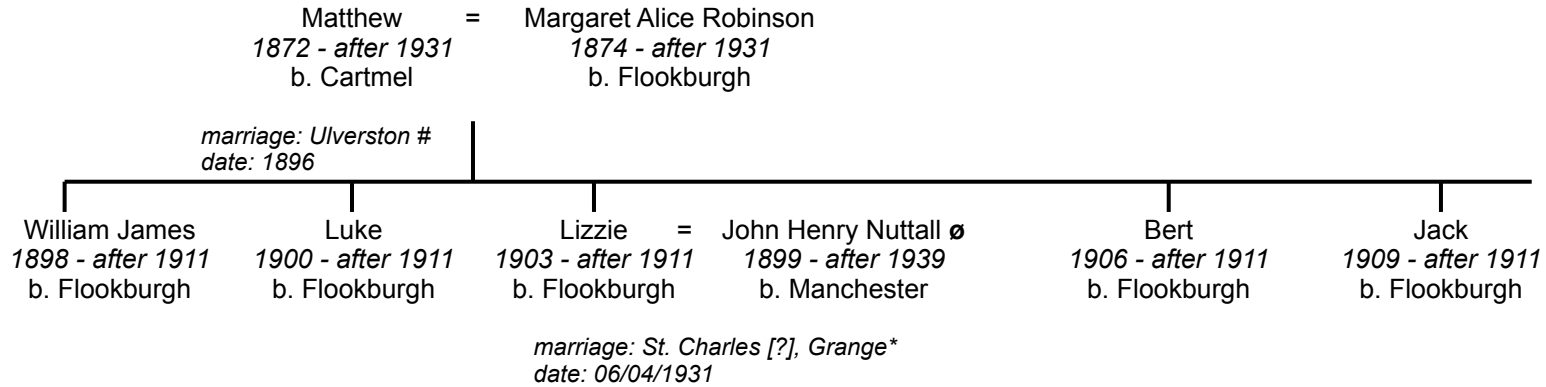 Matthew = Margaret Alice Robinson
1872 - after 1931 1874 - after 1931
b. Cartmel b. Flookburgh
marriage: Ulverston #
date: 1896
William James Luke Lizzie = John Henry Nuttall ø Bert Jack
1898 - after 1911 1900 - after 1911 1903 - after 1911 1899 - after 1939 1906 - after 1911 1909 - after 1911
b. Flookburgh b. Flookburgh b. Flookburgh b. Manchester b. Flookburgh b. Flookburgh
marriage: St. Charles [?], Grange*
date: 06/04/1931